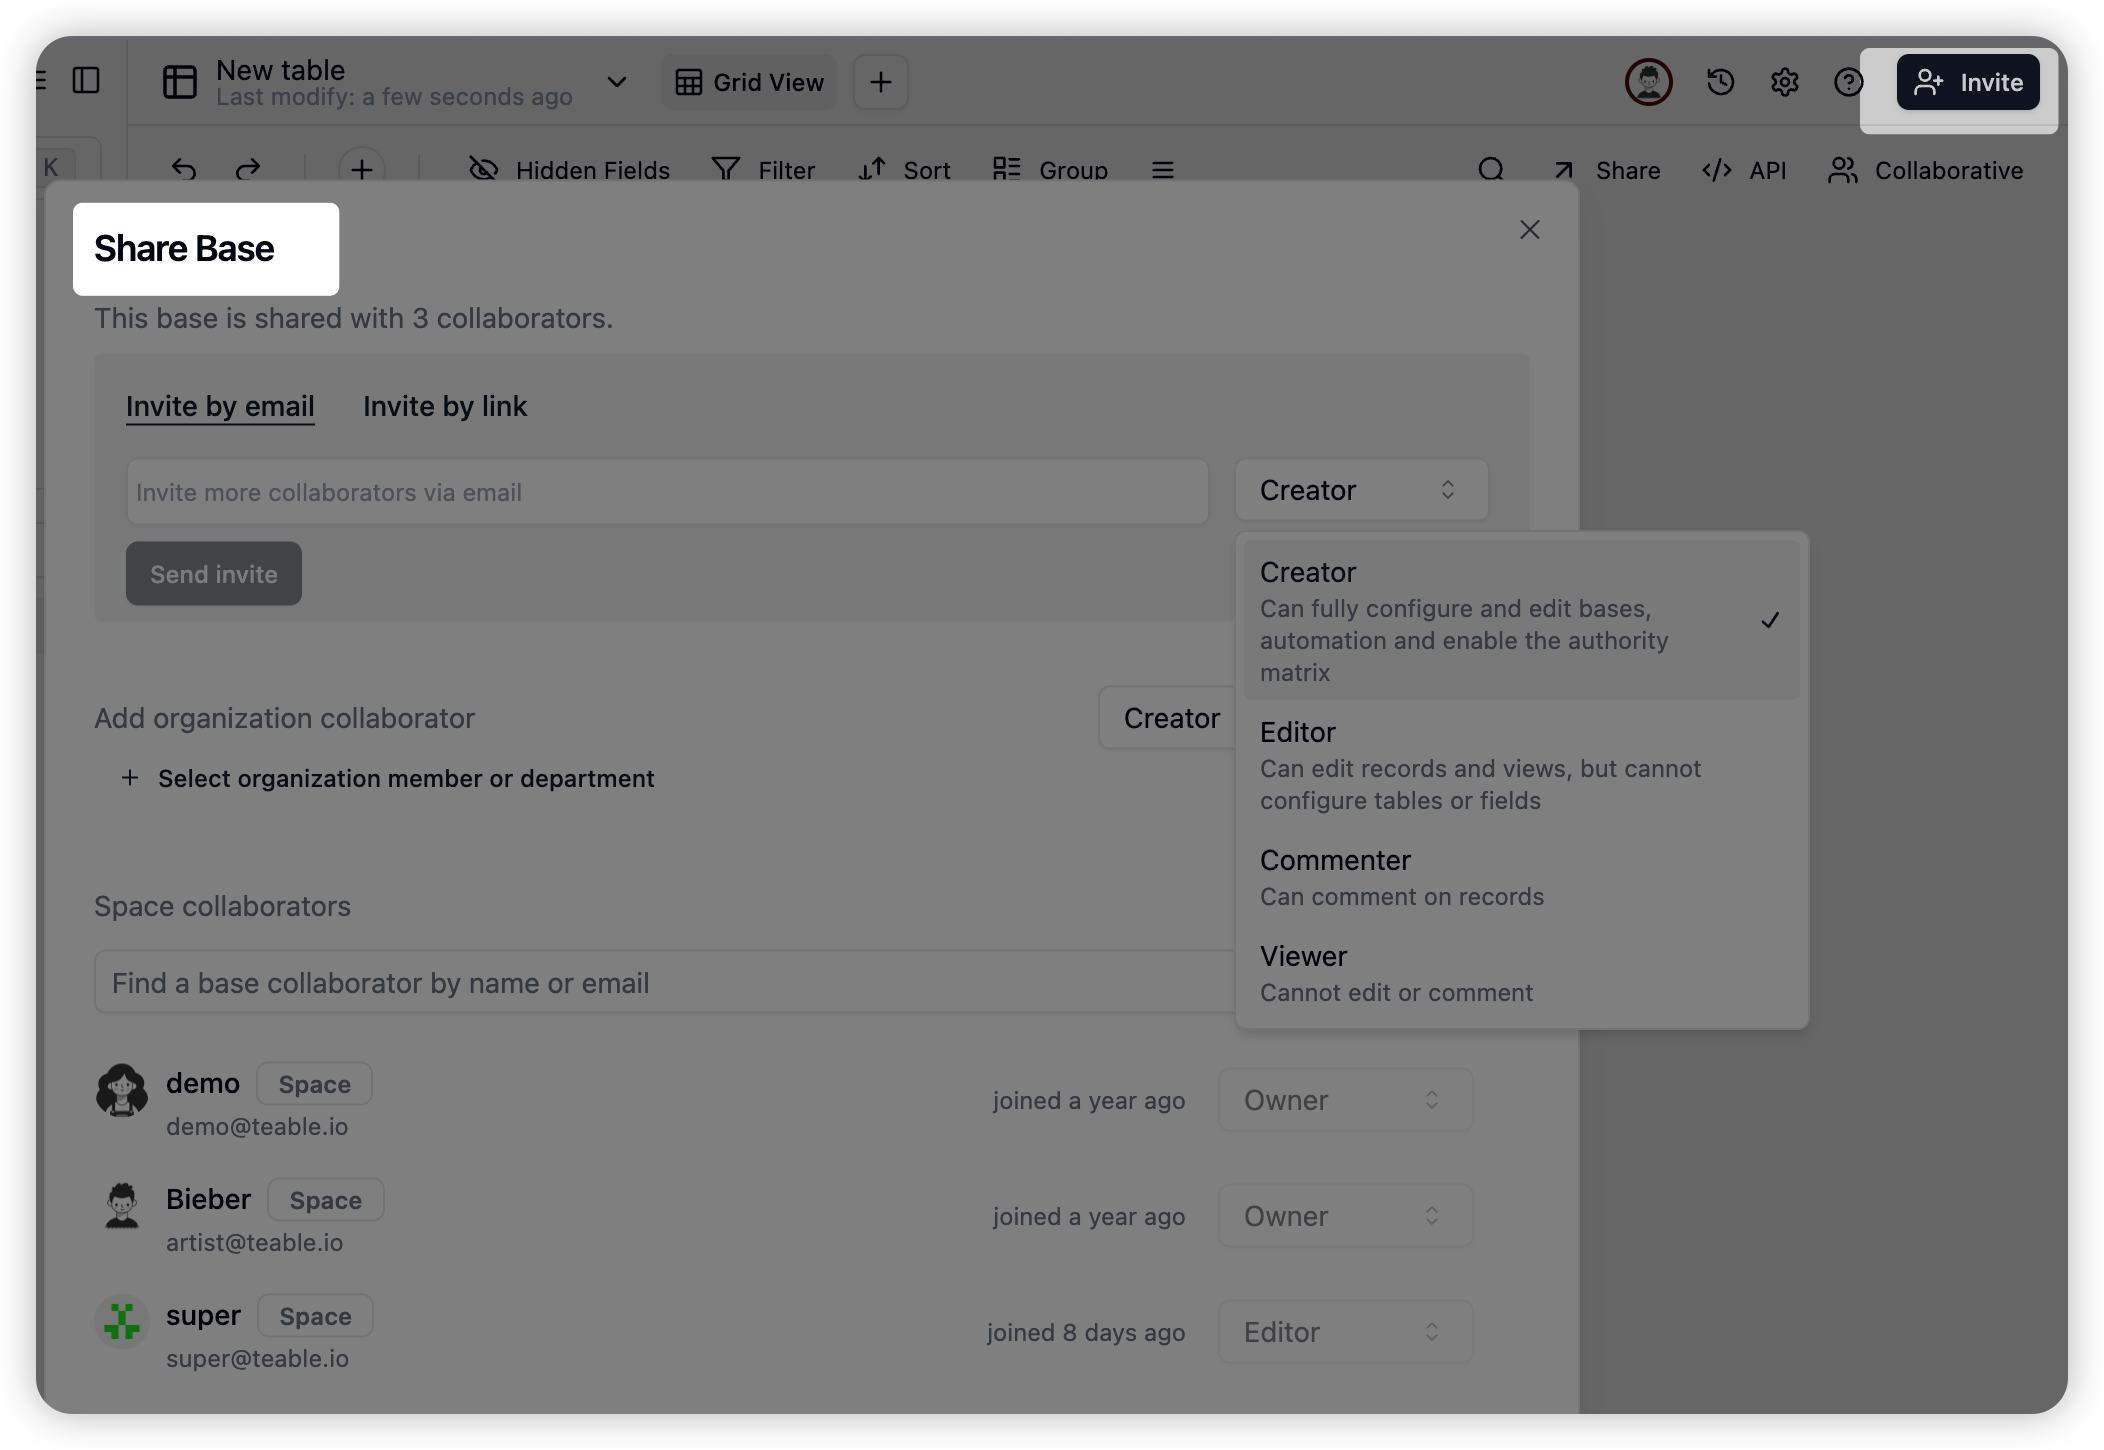 New table
Last modify: a few seconds ago
Grid View
Invite
K
Hidden Fields
Filter
Sort
Group
Share
API
Collaborative
Share Base
This base is shared with 3 collaborators.
Invite by email
Invite by link
Invite more collaborators via email
Creator
Send invite
Creator
Can fully configure and edit bases,
automation and enable the authority
matrix
Editor
Can edit records and views, but cannot
configure tables or fields
Commenter
Can comment on records
Viewer
Cannot edit or comment
Add organization collaborator
Creator
Select organization member or department
Space collaborators
Find a base collaborator by name or email
demo Space
demo@teable.io
joined a year ago
Owner
Bieber Space
artist@teable.io
joined a year ago
Owner
super Space
super@teable.io
joined 8 days ago
Editor